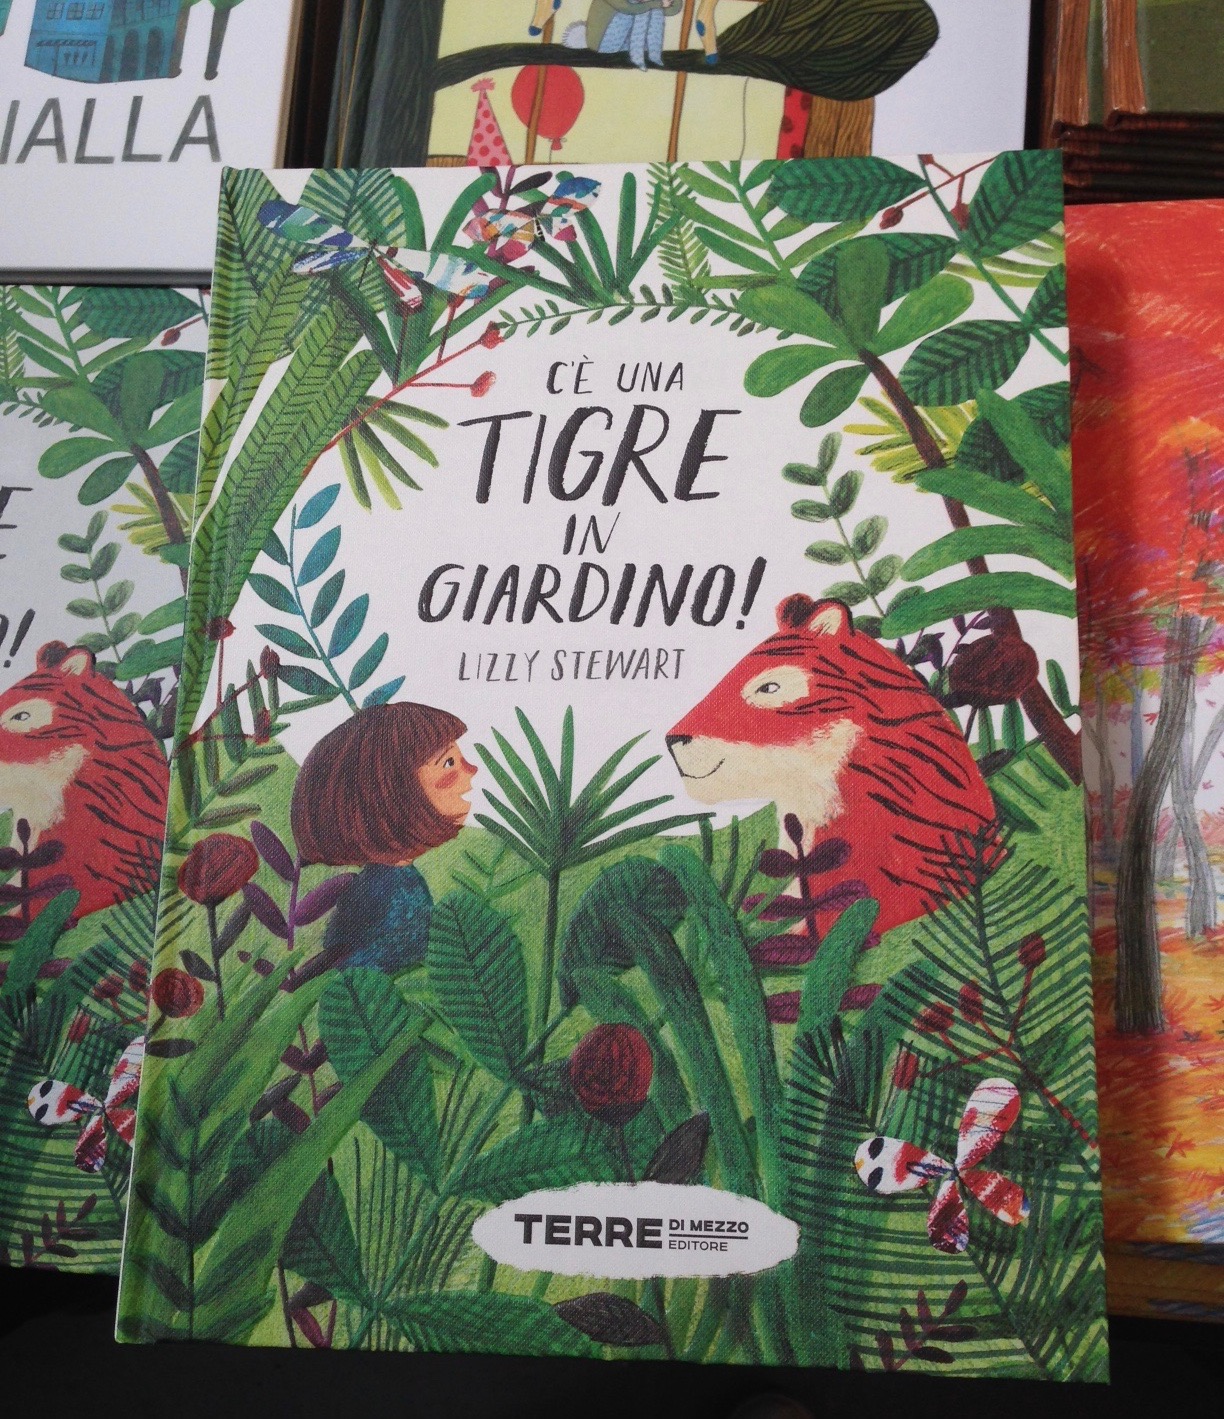 IALLA
C'È UNA
TIGRE
IN
GIARDINO!
LIZZY STEWART
TERRE DI MEZZO
EDITORE